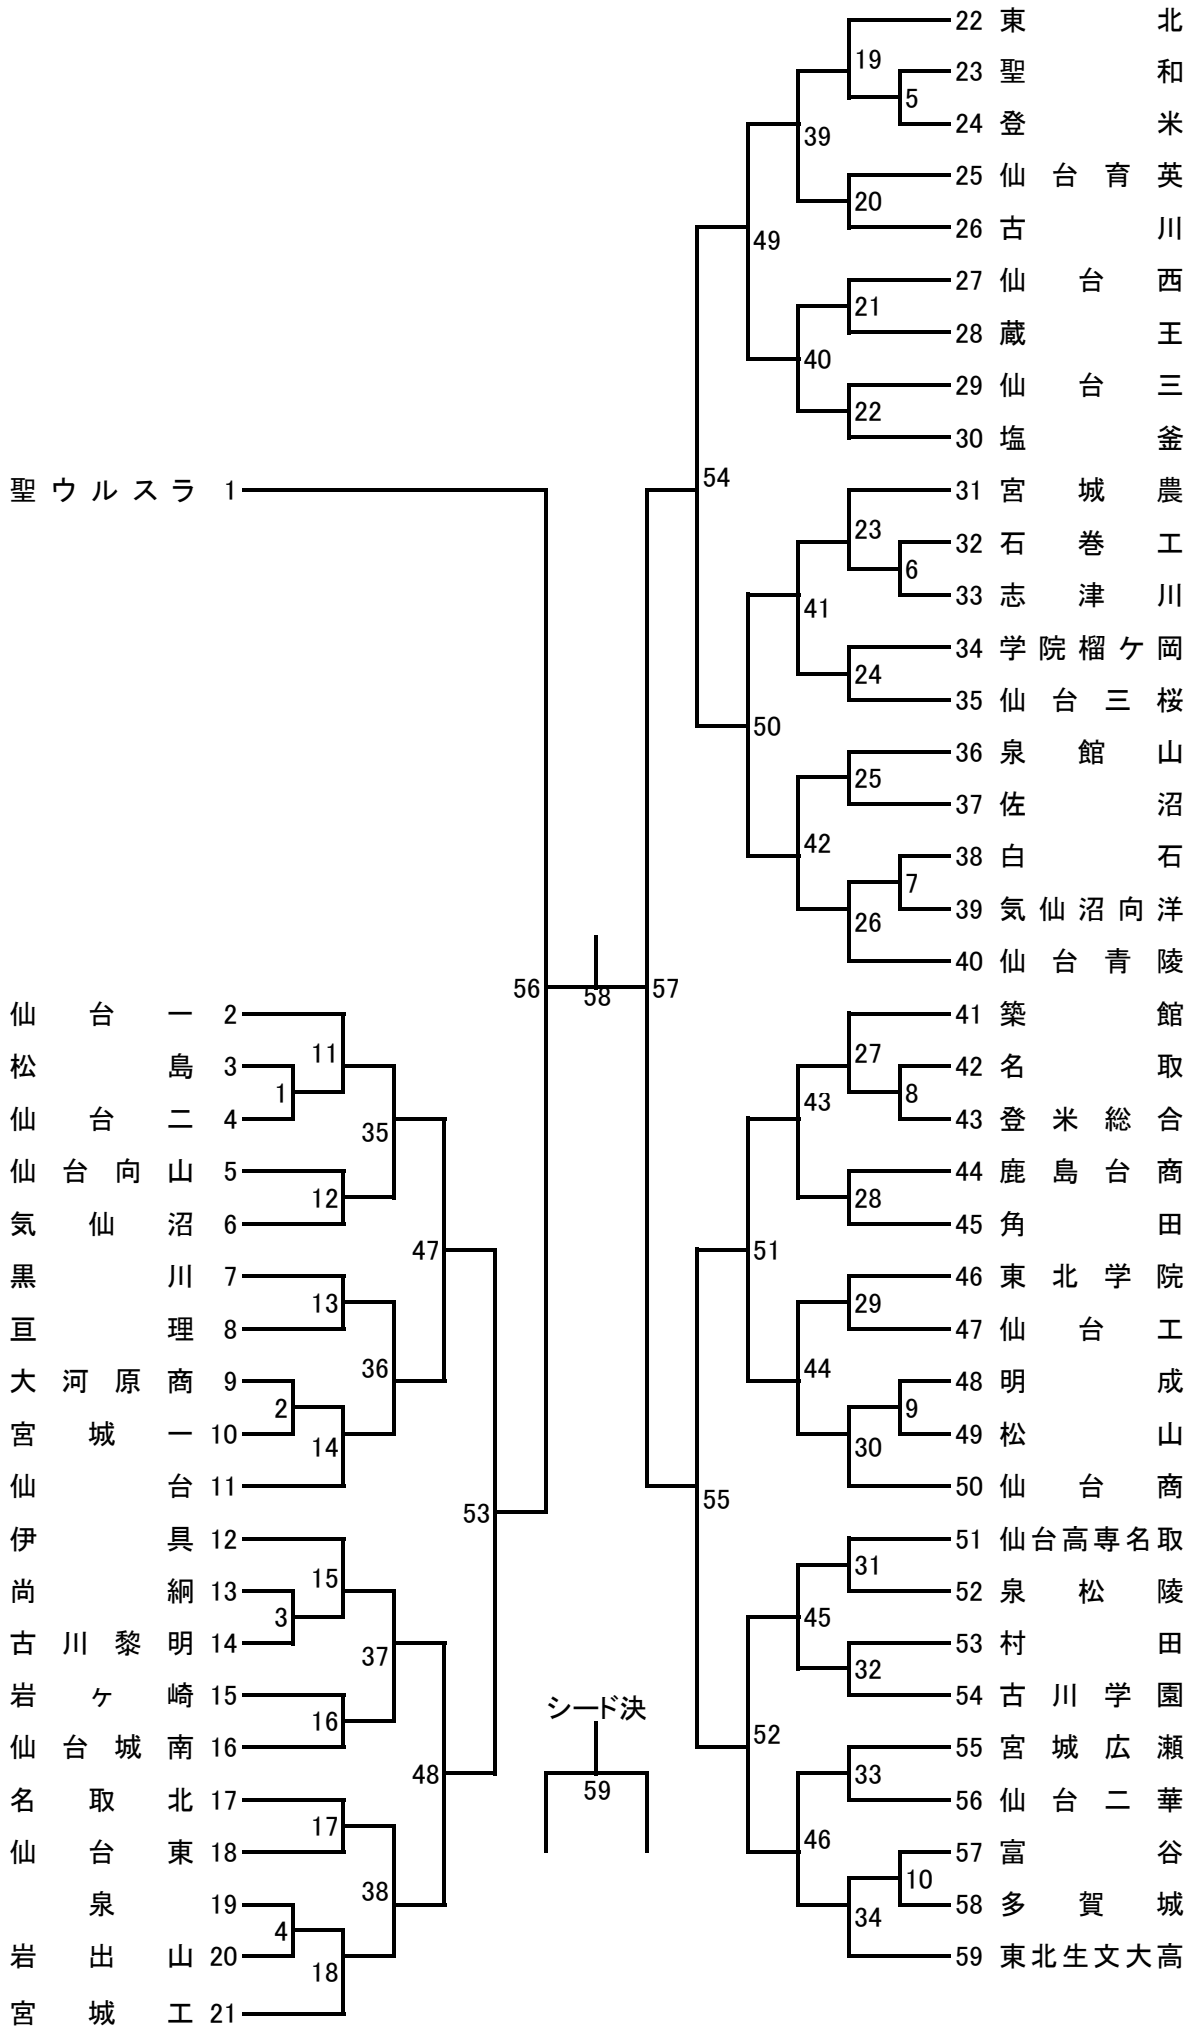 聖ウルスラ 1
仙台一 2
松島 3
仙台二 4
仙台向山 5
気仙沼 6
黒川 7
亘理 8
大河原商 9
宮城一 10
仙台 11
伊具 12
尚絅 13
古川黎明 14
岩ヶ崎 15
仙台城南 16
名取北 17
仙台東 18
泉 19
岩出山 20
宮城工 21
1
2
3
4
11
12
13
14
15
16
17
18
35
36
37
38
47
48
53
56
58
57
シード決
59
54
55
49
50
51
52
39
40
41
42
43
44
45
46
19
20
21
22
23
24
25
26
27
28
29
30
31
32
33
34
5
6
7
8
9
10
22 東北
23 聖和
24 登米
25 仙台育英
26 古川
27 仙台西
28 蔵王
29 仙台三
30 塩釜
31 宮城農
32 石巻工
33 志津川
34 学院榴ケ岡
35 仙台三桜
36 泉館山
37 佐沼
38 白石
39 気仙沼向洋
40 仙台青陵
41 築館
42 名取
43 登米総合
44 鹿島台商
45 角田
46 東北学院
47 仙台工
48 明成
49 松山
50 仙台商
51 仙台高専名取
52 泉松陵
53 村田
54 古川学園
55 宮城広瀬
56 仙台二華
57 富谷
58 多賀城
59 東北生文大高